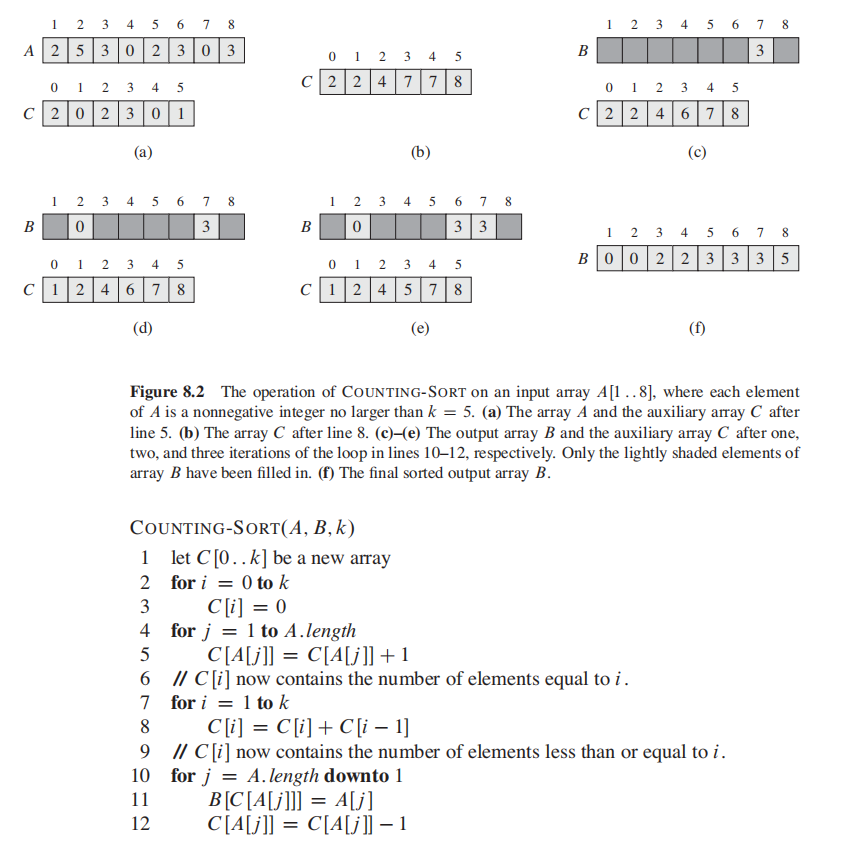 1 2 3 4 5 6 7 8
A 2 5 3 0 2 3 0 3
0 1 2 3 4 5
C 2 0 2 3 0 1
(a)
0 1 2 3 4 5
C 2 2 4 7 7 8
(b)
1 2 3 4 5 6 7 8
B 3
0 1 2 3 4 5
C 2 2 4 6 7 8
(c)
1 2 3 4 5 6 7 8
B 0 3
0 1 2 3 4 5
C 1 2 4 6 7 8
(d)
1 2 3 4 5 6 7 8
B 0 3 3
0 1 2 3 4 5
C 1 2 4 5 7 8
(e)
1 2 3 4 5 6 7 8
B 0 0 2 2 3 3 3 5
(f)
Figure 8.2 The operation of COUNTING-SORT on an input array A[1..8], where each element
of A is a nonnegative integer no larger than k = 5. (a) The array A and the auxiliary array C after
line 5. (b) The array C after line 8. (c)–(e) The output array B and the auxiliary array C after one,
two, and three iterations of the loop in lines 10–12, respectively. Only the lightly shaded elements of
array B have been filled in. (f) The final sorted output array B.
COUNTING-SORT(A, B, k)
1 let C[0..k] be a new array
2 for i = 0 to k
3 C[i] = 0
4 for j = 1 to A.length
5 C[A[j]] = C[A[j]] + 1
6 // C[i] now contains the number of elements equal to i.
7 for i = 1 to k
8 C[i] = C[i] + C[i − 1]
9 // C[i] now contains the number of elements less than or equal to i.
10 for j = A.length downto 1
11 B[C[A[j]]] = A[j]
12 C[A[j]] = C[A[j]] − 1